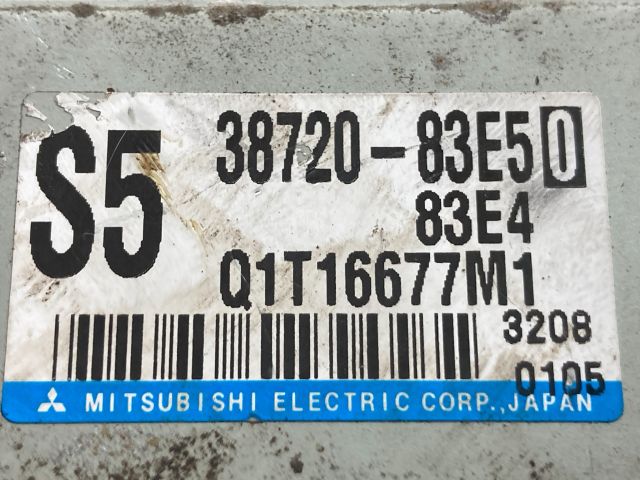 S5
38720-83E50
83E4
Q1T16677M1
3208
0105
MITSUBISHI ELECTRIC CORP., JAPAN